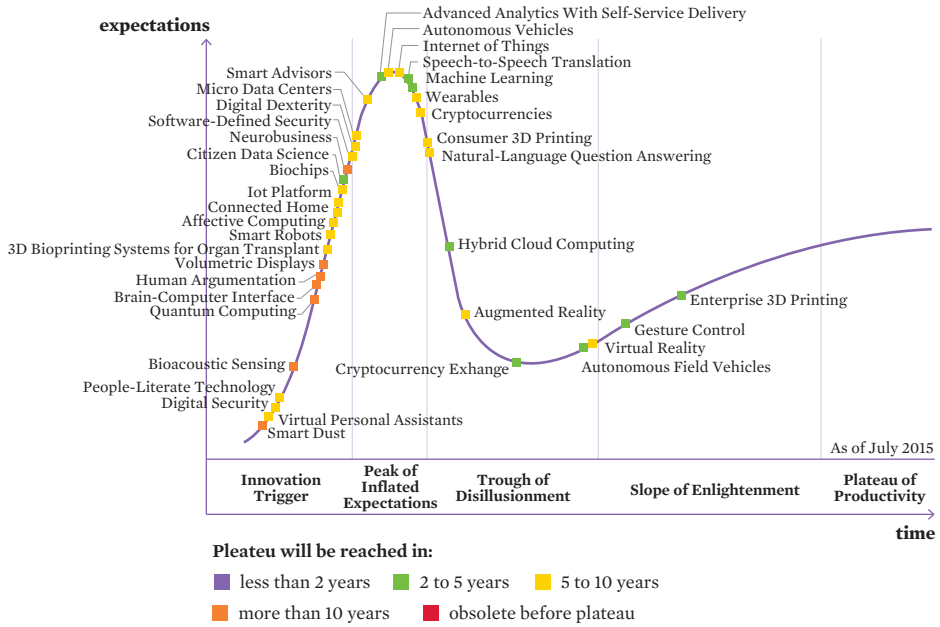 expectations
Advanced Analytics With Self-Service Delivery
Autonomous Vehicles
Internet of Things
Speech-to-Speech Translation
Machine Learning
Wearables
Cryptocurrencies
Consumer 3D Printing
Natural-Language Question Answering
Smart Advisors
Micro Data Centers
Digital Dexterity
Software-Defined Security
Neurobusiness
Citizen Data Science
Biochips
Iot Platform
Connected Home
Affective Computing
Smart Robots
3D Bioprinting Systems for Organ Transplant
Volumetric Displays
Human Argumentation
Brain-Computer Interface
Quantum Computing
Bioacoustic Sensing
People-Literate Technology
Digital Security
Virtual Personal Assistants
Smart Dust
Hybrid Cloud Computing
Augmented Reality
Cryptocurrency Exhange
Enterprise 3D Printing
Gesture Control
Virtual Reality
Autonomous Field Vehicles
As of July 2015
Innovation
Trigger
Peak of
Inflated
Expectations
Trough of
Disillusionment
Slope of Enlightenment
Plateau of
Productivity
time
Pleateu will be reached in:
less than 2 years
2 to 5 years
5 to 10 years
more than 10 years
obsolete before plateau